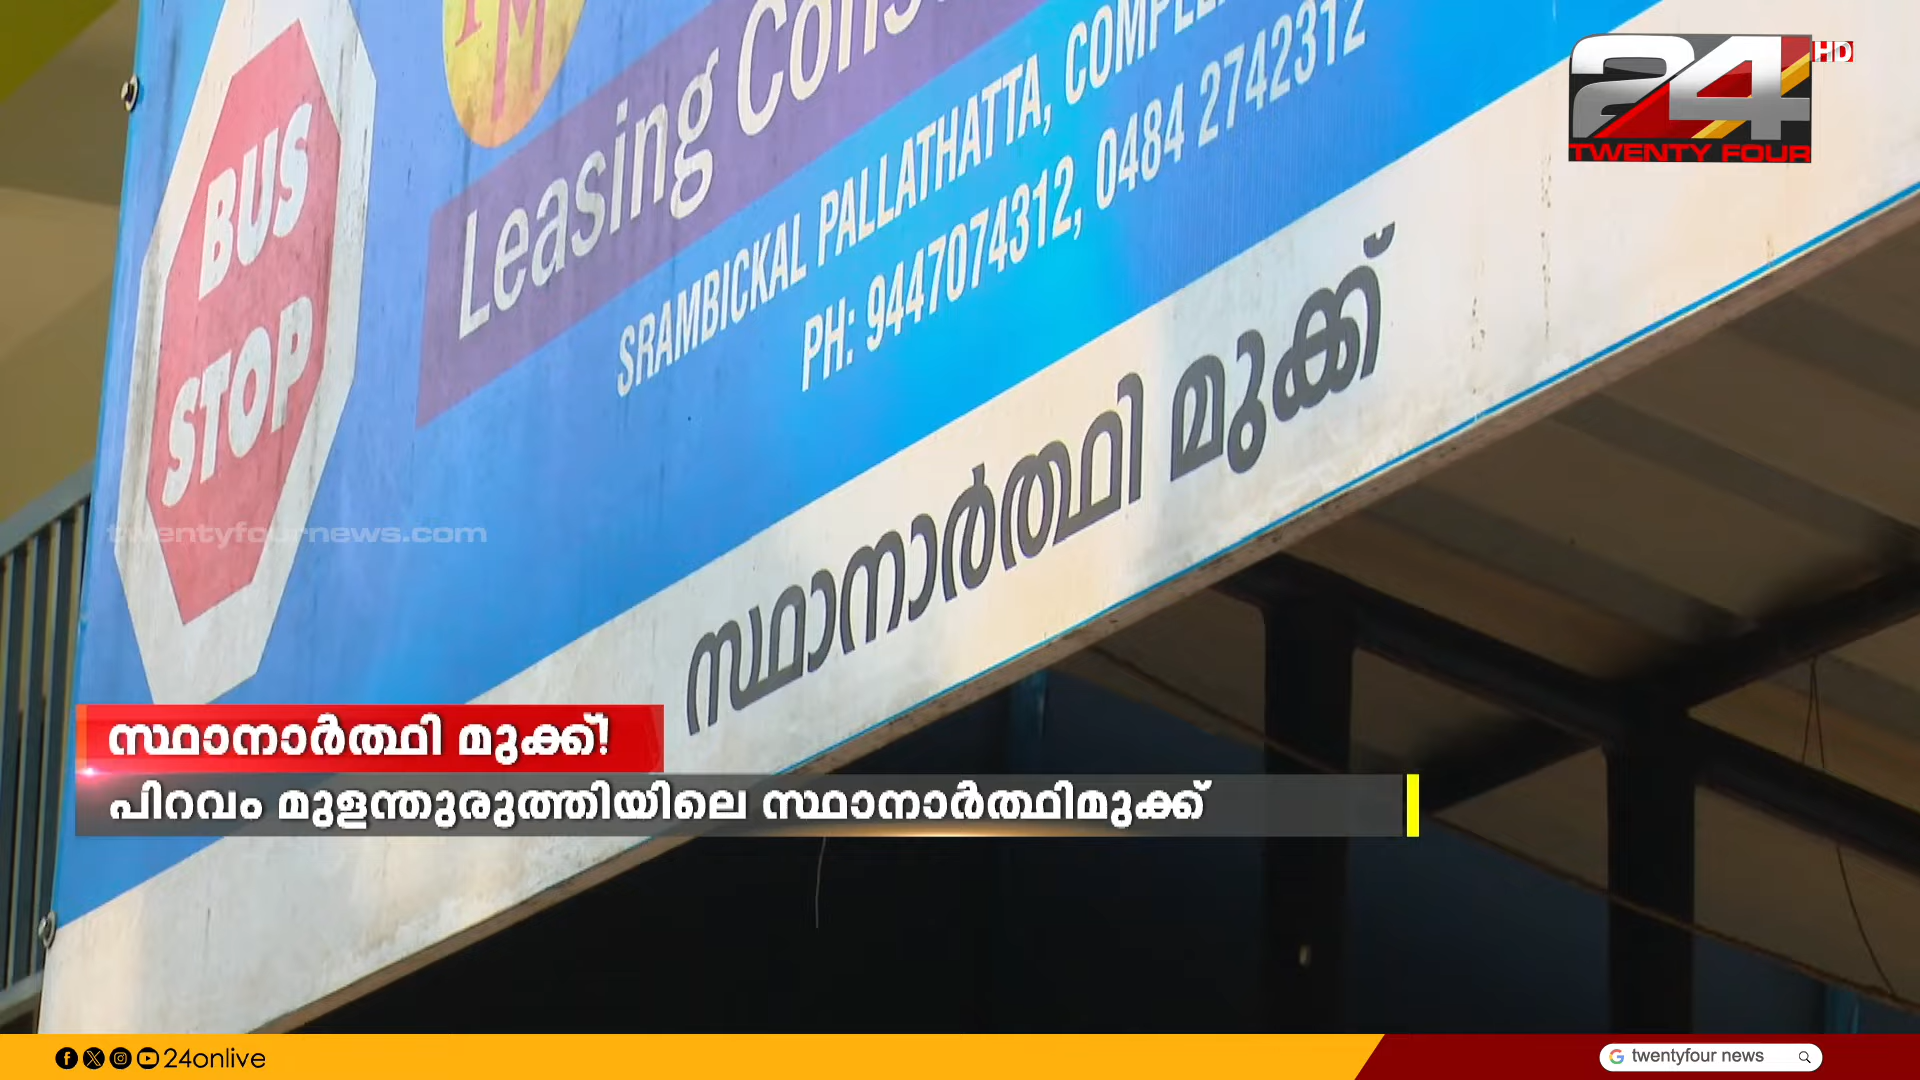 BUS
STOP
PM
Leasing
SRAMBICKAL PALLATHATTA,
PH: 9447074312, 0484 2742312
സ്ഥാനാർത്ഥി മുക്ക്
24 HD
TWENTY FOUR
twentyfournews.com
സ്ഥാനാർത്ഥി മുക്ക്!
പിറവം മുളന്തുരുത്തിയിലെ സ്ഥാനാർത്ഥിമുക്ക്
24onlive
twentyfour news